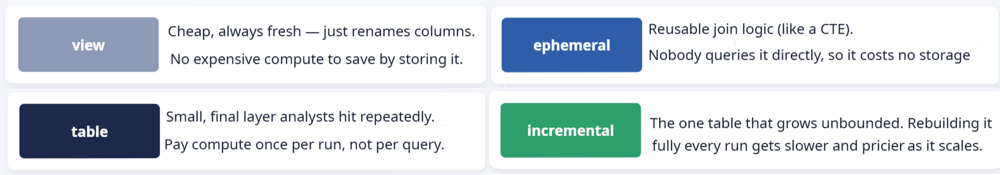 view
Cheap, always fresh — just renames columns.
No expensive compute to save by storing it.
ephemeral
Reusable join logic (like a CTE).
Nobody queries it directly, so it costs no storage
table
Small, final layer analysts hit repeatedly.
Pay compute once per run, not per query.
incremental
The one table that grows unbounded. Rebuilding it
fully every run gets slower and pricier as it scales.